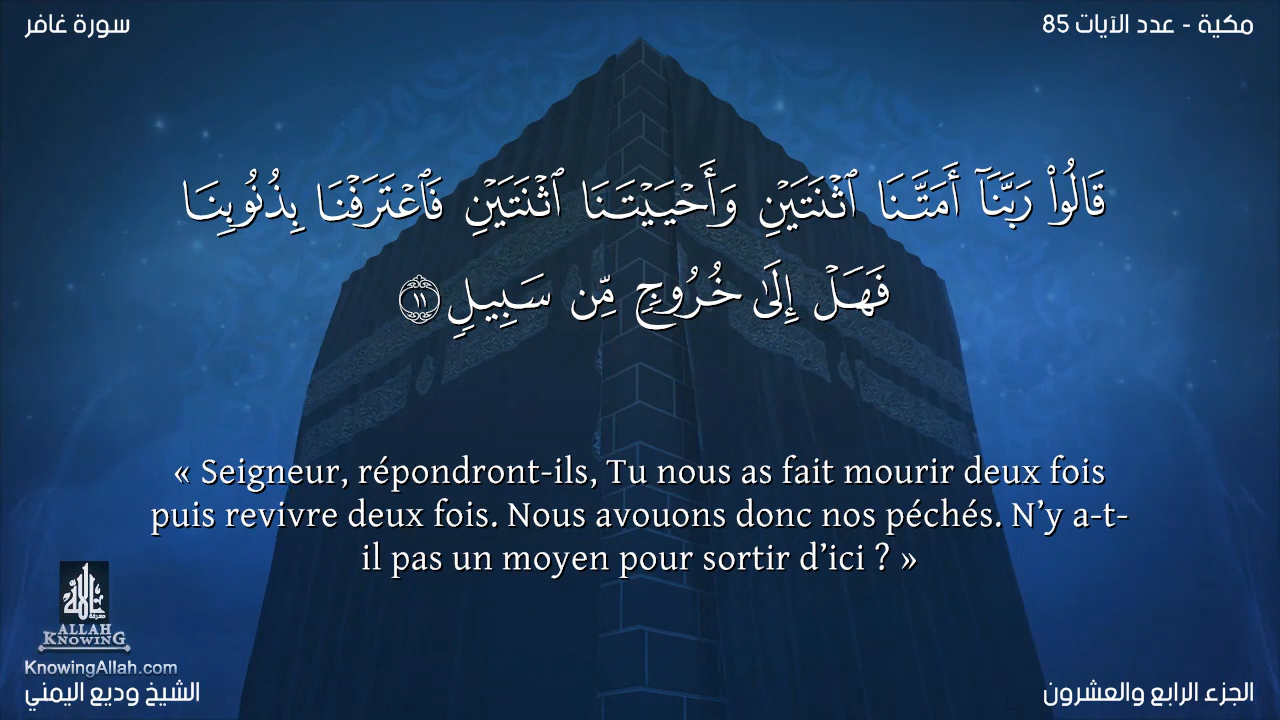 مكية - عدد الآيات 85
سورة غافر
قَالُوا۟ رَبَّنَآ أَمَتَّنَا ٱثْنَتَيْنِ وَأَحْيَيْتَنَا ٱثْنَتَيْنِ فَٱعْتَرَفْنَا بِذُنُوبِنَا
فَهَلْ إِلَىٰ خُرُوجٍ مِّن سَبِيلٍ ١١
« Seigneur, répondront-ils, Tu nous as fait mourir deux fois
puis revivre deux fois. Nous avouons donc nos péchés. N’y a-t-
il pas un moyen pour sortir d’ici ? »
معرفة الله
ALLAH
KNOWING
KnowingAllah.com
الجزء الرابع والعشرون
الشيخ وديع اليمني